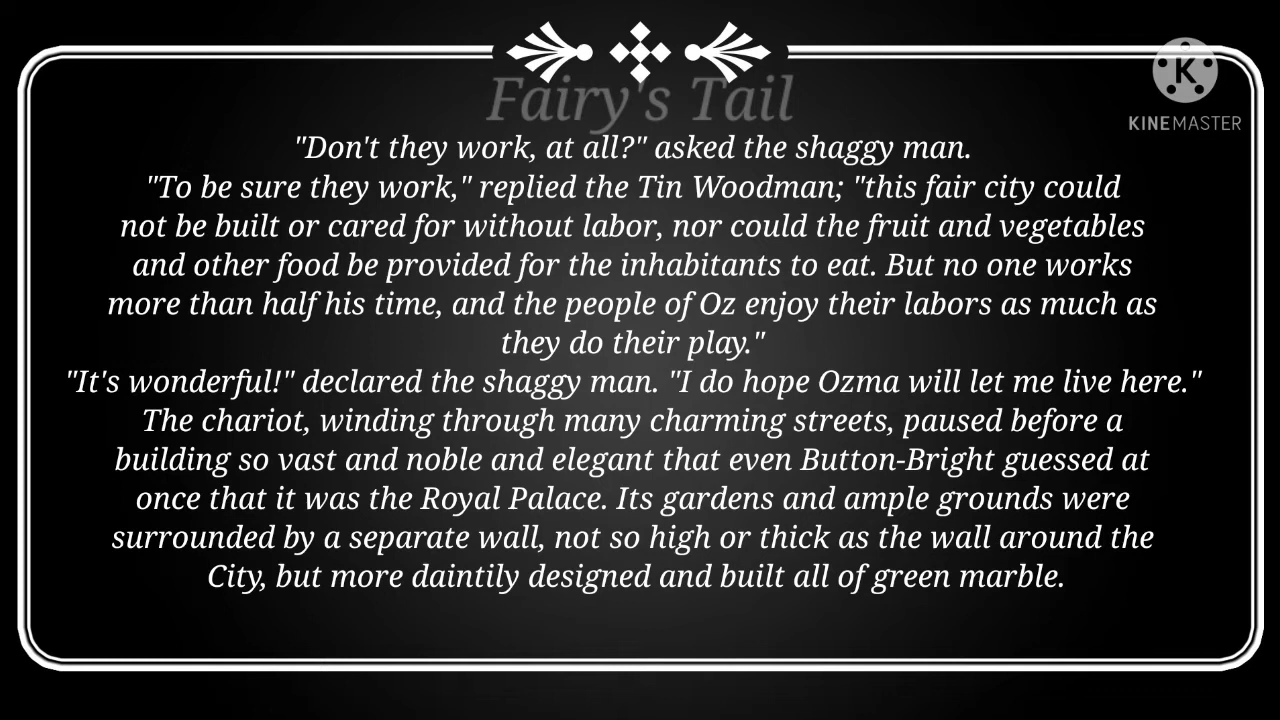 Fairy's Tail
K
KINEMASTER
"Don't they work, at all?" asked the shaggy man.
"To be sure they work," replied the Tin Woodman; "this fair city could
not be built or cared for without labor, nor could the fruit and vegetables
and other food be provided for the inhabitants to eat. But no one works
more than half his time, and the people of Oz enjoy their labors as much as
they do their play."
"It's wonderful!" declared the shaggy man. "I do hope Ozma will let me live here."
The chariot, winding through many charming streets, paused before a
building so vast and noble and elegant that even Button-Bright guessed at
once that it was the Royal Palace. Its gardens and ample grounds were
surrounded by a separate wall, not so high or thick as the wall around the
City, but more daintily designed and built all of green marble.